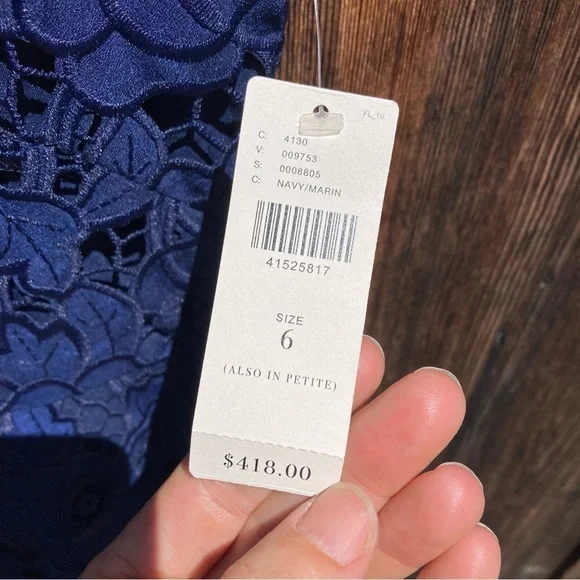 FL_10
C: 4130
V: 009753
S: 0008805
C: NAVY/MARIN
41525817
SIZE
6
(ALSO IN PETITE)
$418.00